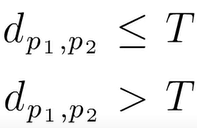 d_{p_1,p_2} ≤ T
d_{p_1,p_2} > T